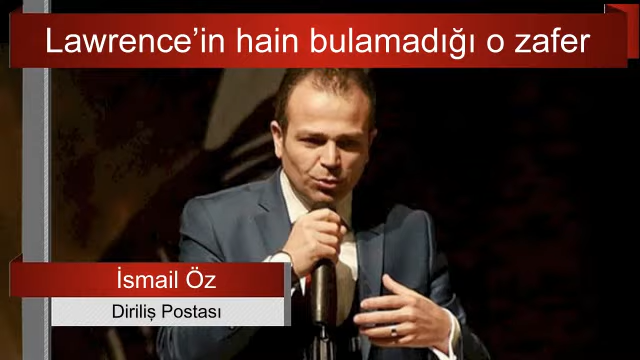 Lawrence’in hain bulamadığı o zafer
İsmail Öz
Diriliş Postası